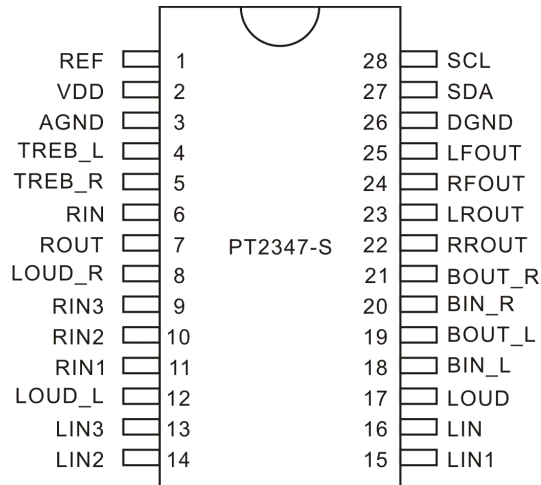 REF 1 28 SCL
VDD 2 27 SDA
AGND 3 26 DGND
TREB_L 4 25 LFOUT
TREB_R 5 24 RFOUT
RIN 6 23 LROUT
ROUT 7 PT2347-S 22 RROUT
LOUD_R 8 21 BOUT_R
RIN3 9 20 BIN_R
RIN2 10 19 BOUT_L
RIN1 11 18 BIN_L
LOUD_L 12 17 LOUD
LIN3 13 16 LIN
LIN2 14 15 LIN1